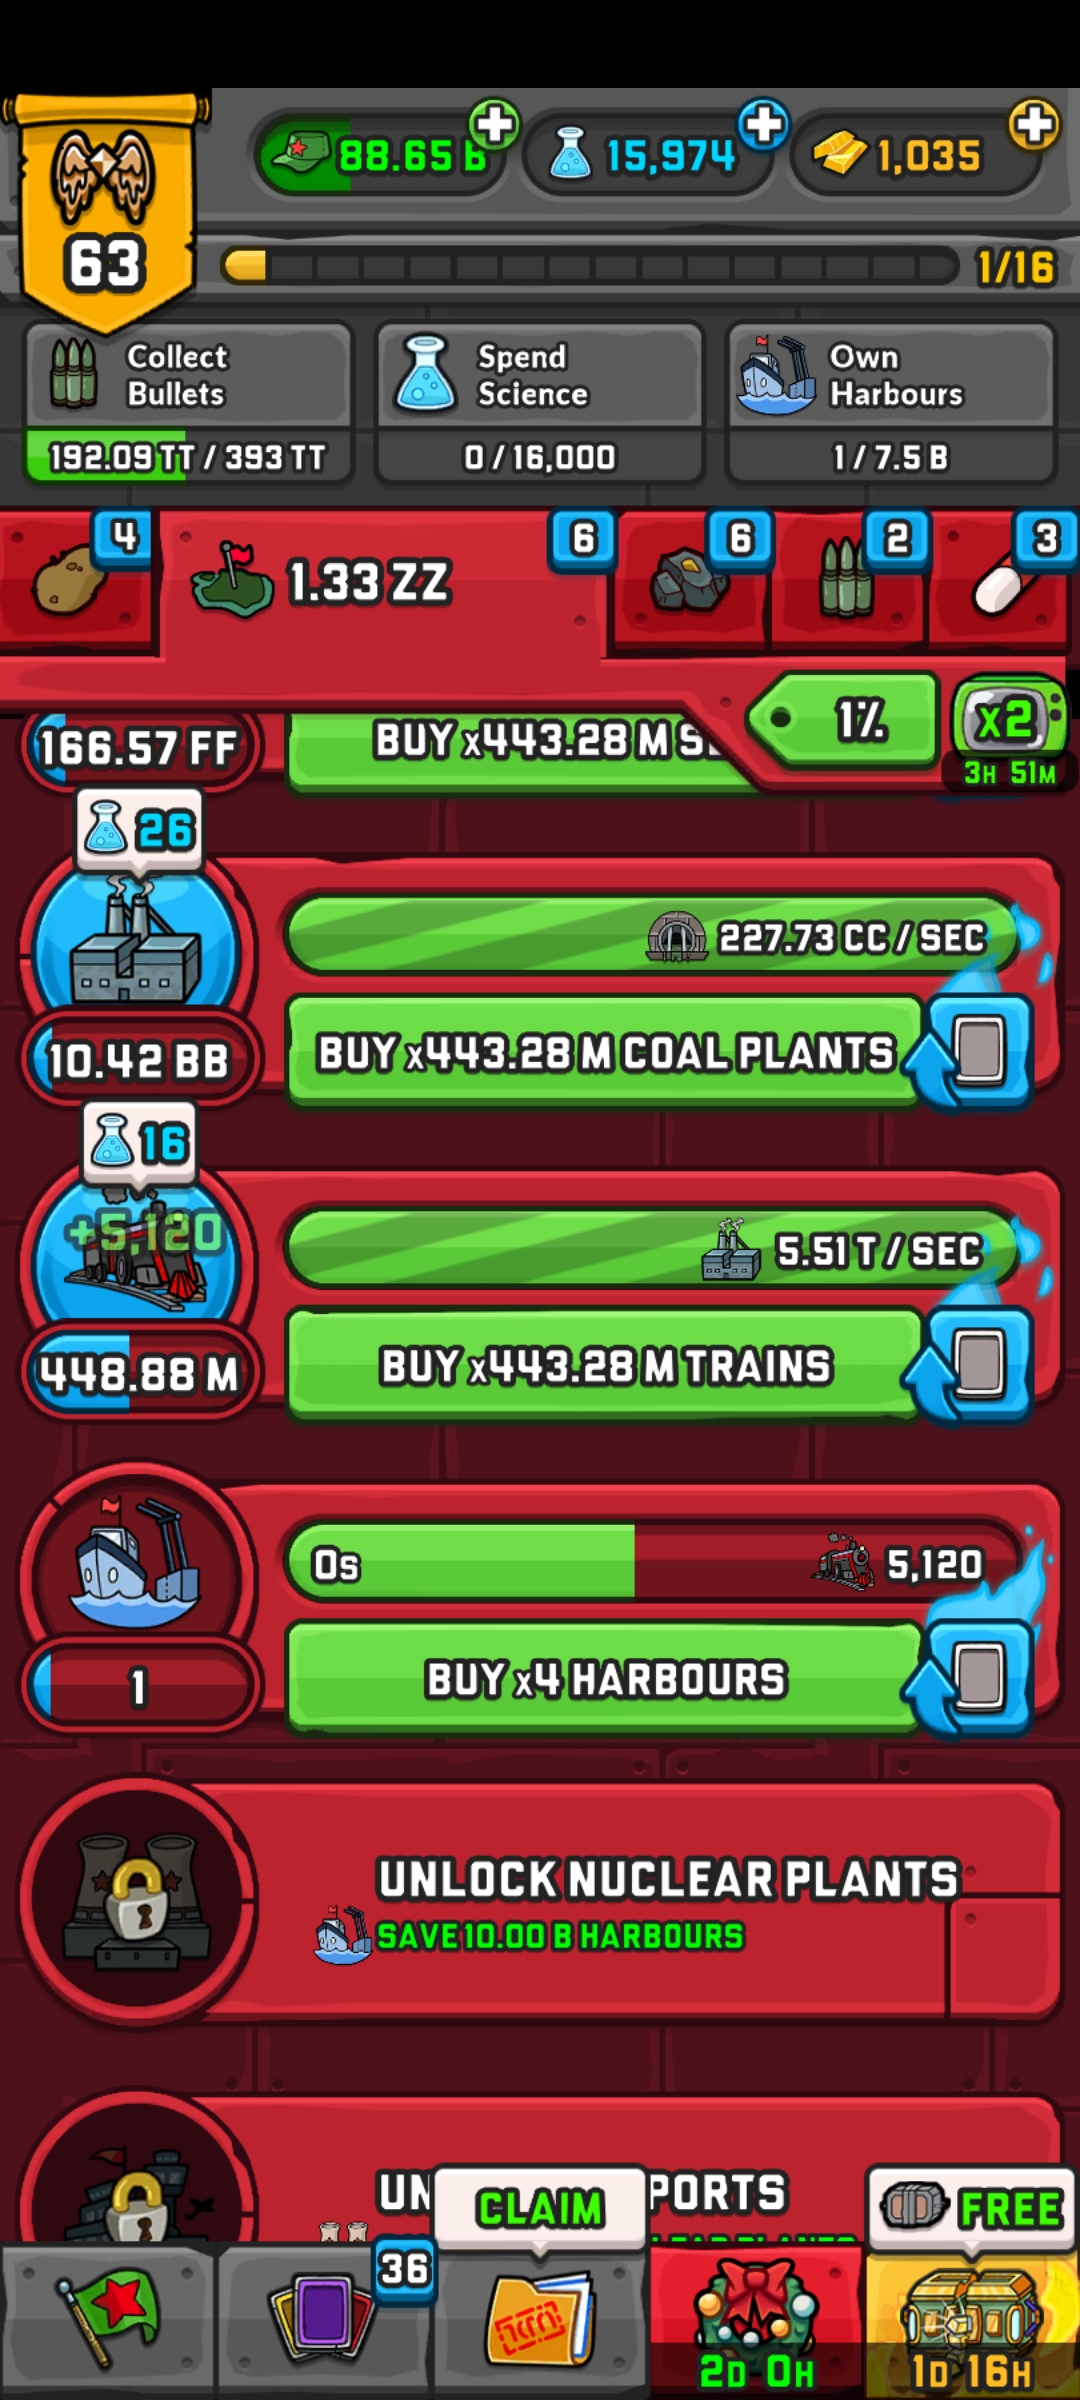 88.65 B
15,974
1,035
63
1/16
Collect
Bullets
192.09 TT / 393 TT
Spend
Science
0 / 16,000
Own
Harbours
1 / 7.5 B
4
1.33 ZZ
6
6
2
3
166.57 FF
BUY x443.28 M
1%
x2
3H 51M
26
227.73 CC / SEC
10.42 BB
BUY x443.28 M COAL PLANTS
16
+5,120
5.51 T / SEC
448.88 M
BUY x443.28 M TRAINS
0s
5,120
1
BUY x4 HARBOURS
UNLOCK NUCLEAR PLANTS
SAVE 10.00 B HARBOURS
CLAIM
FREE
36
2D 0H
1D 16H